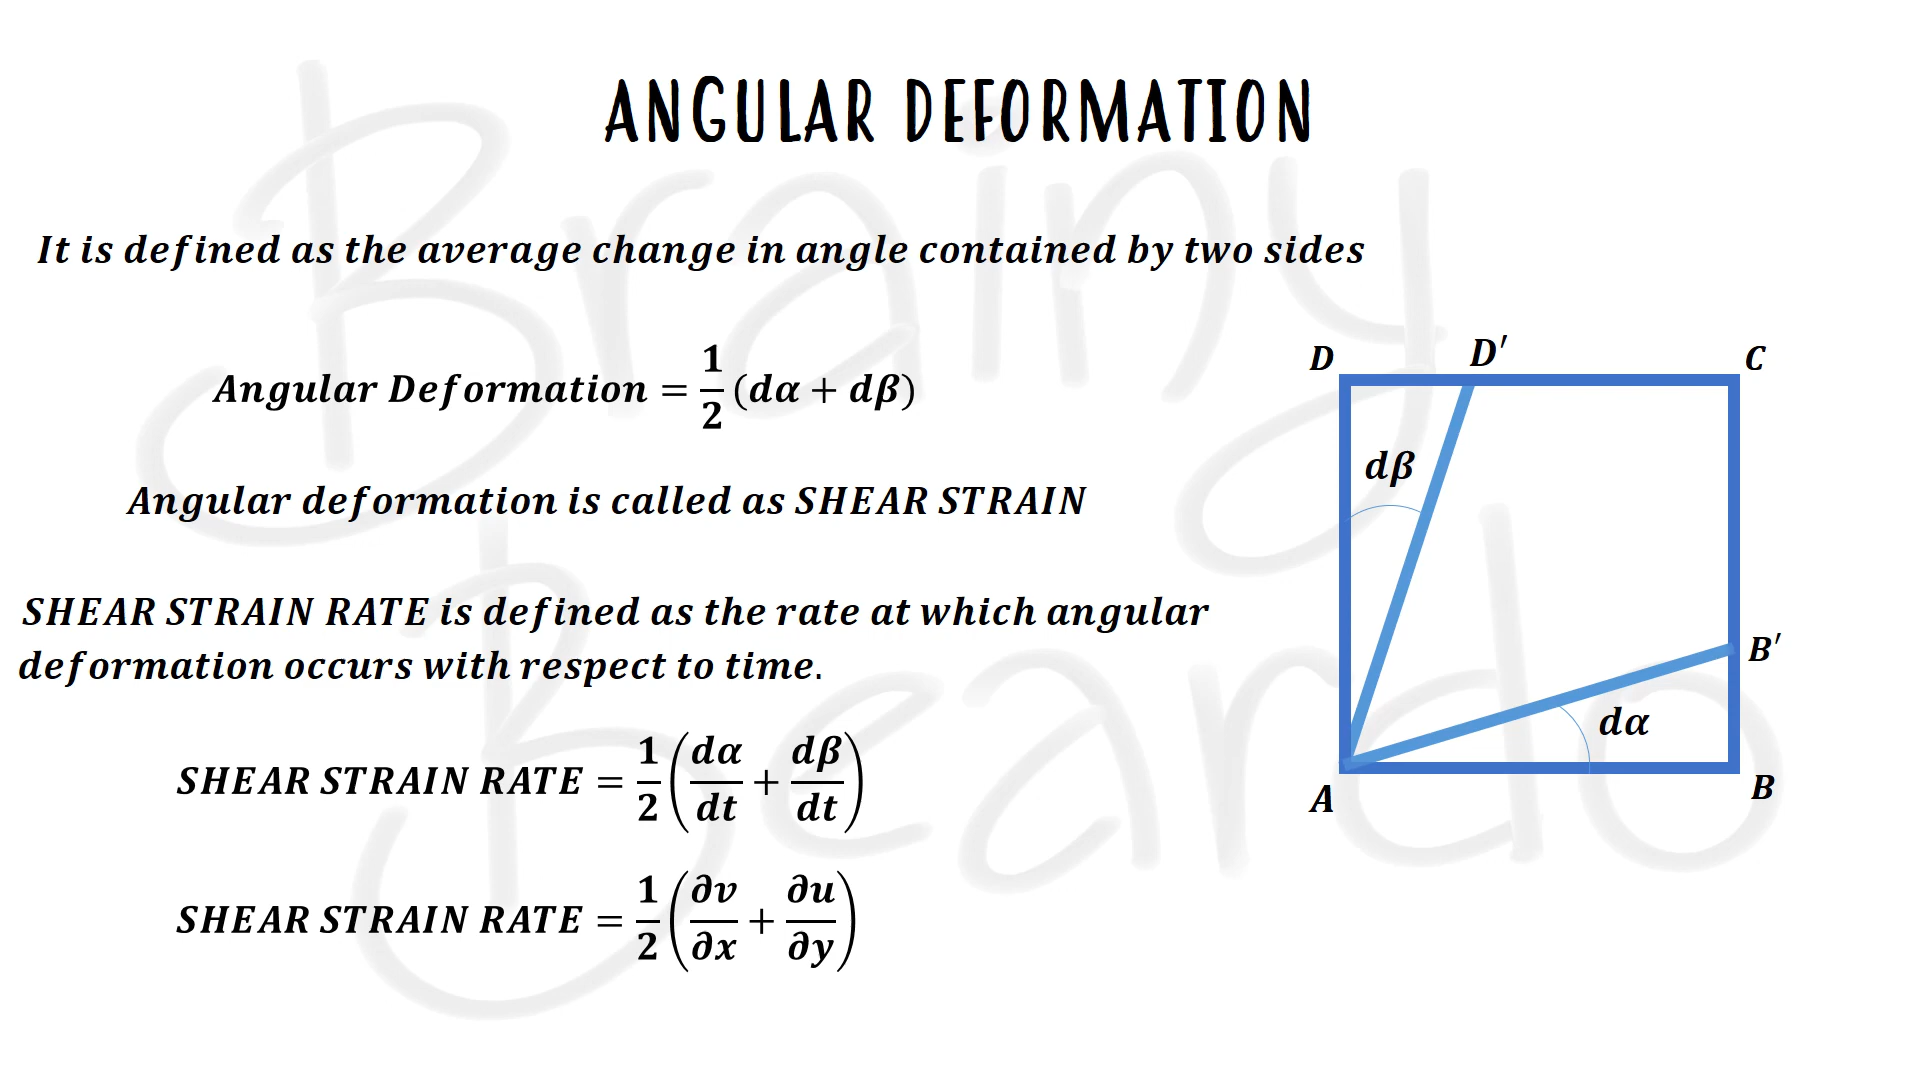 ANGULAR DEFORMATION
It is defined as the average change in angle contained by two sides
Angular Deformation = 1/2 (dα + dβ)
Angular deformation is called as SHEAR STRAIN
SHEAR STRAIN RATE is defined as the rate at which angular
deformation occurs with respect to time.
SHEAR STRAIN RATE = 1/2 (dα/dt + dβ/dt)
SHEAR STRAIN RATE = 1/2 (∂v/∂x + ∂u/∂y)
D D′ C
dβ
B′
dα
A B
Brainy
Beardo